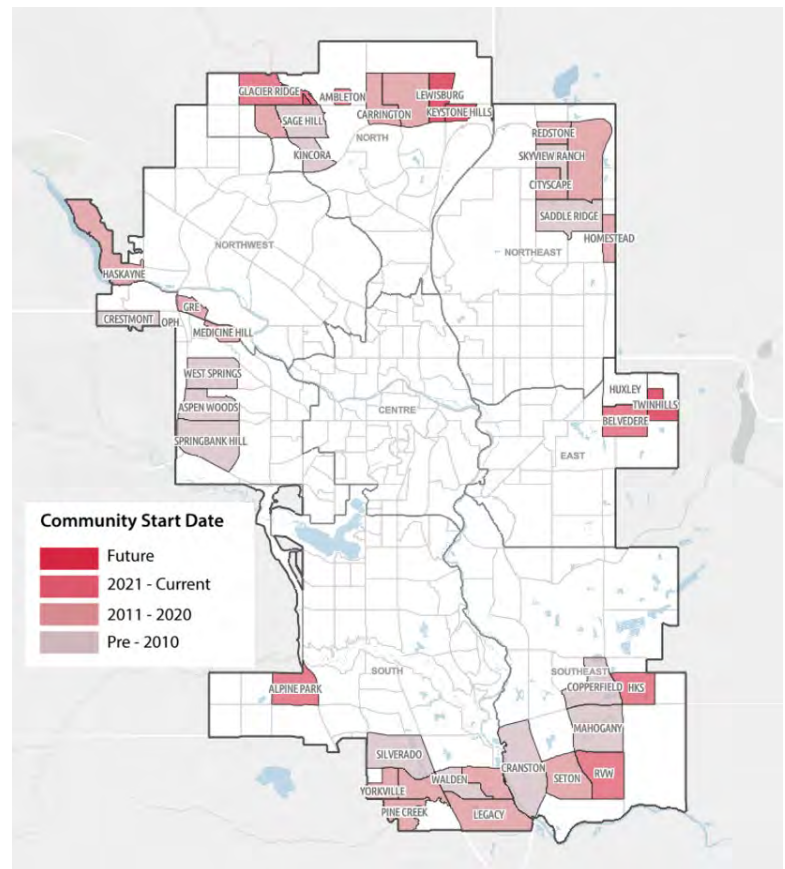 GLACIER RIDGE
AMBLETON
LEWISBURG
CARRINGTON
KEYSTONE HILLS
SAGE HILL
NORTH
REDSTONE
KINCORA
SKYVIEW RANCH
CITYSCAPE
SADDLE RIDGE
HOMESTEAD
NORTHWEST
NORTHEAST
HASKAYNE
GRE
CRESTMONT
OPH
MEDICINE HILL
WEST SPRINGS
HUXLEY
ASPEN WOODS
CENTRE
TWINHILLS
BELVEDERE
SPRINGBANK HILL
EAST
Community Start Date
Future
2021 - Current
2011 - 2020
Pre - 2010
SOUTH
SOUTHEAST
ALPINE PARK
COPPERFIELD
HKS
MAHOGANY
SILVERADO
CRANSTON
RVW
WALDEN
SETON
YORKVILLE
PINE CREEK
LEGACY